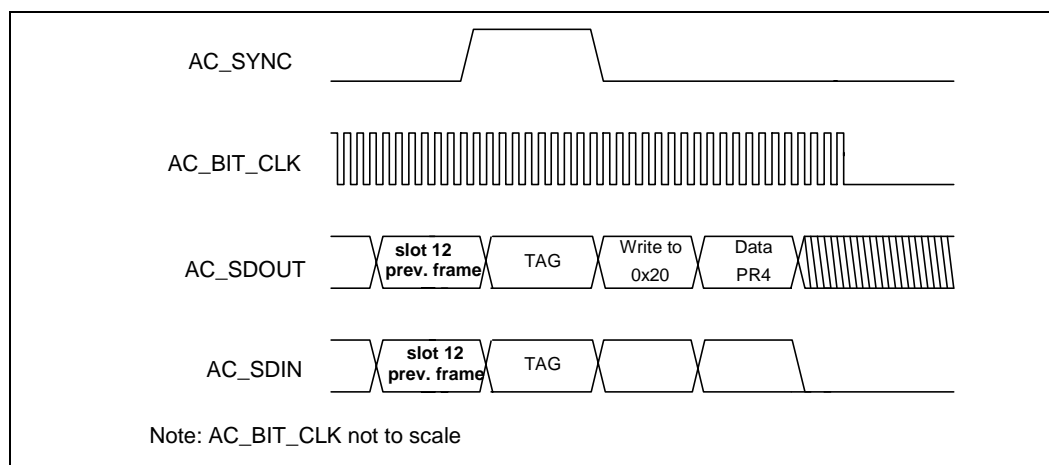 AC_SYNC
AC_BIT_CLK
AC_SDOUT
slot 12
prev. frame
TAG
Write to
0x20
Data
PR4
AC_SDIN
slot 12
prev. frame
TAG
Note: AC_BIT_CLK not to scale